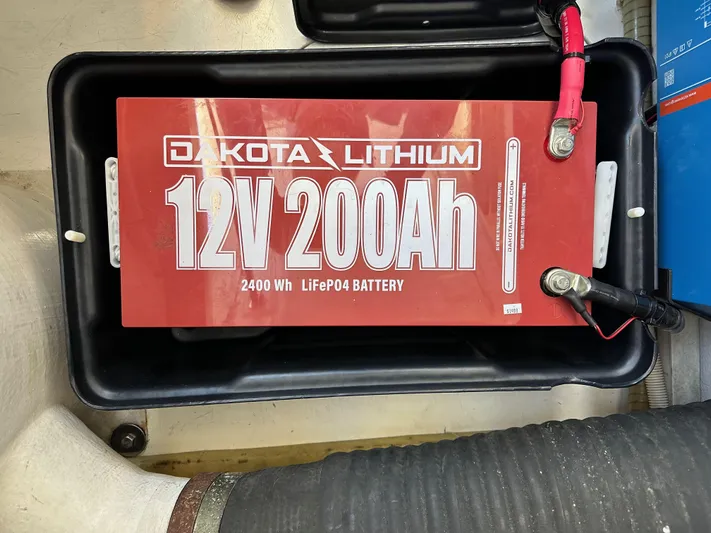 DAKOTA LITHIUM
12V 200Ah
2400 Wh LiFePO4 BATTERY
+ DAKOTALITHIUM.COM −